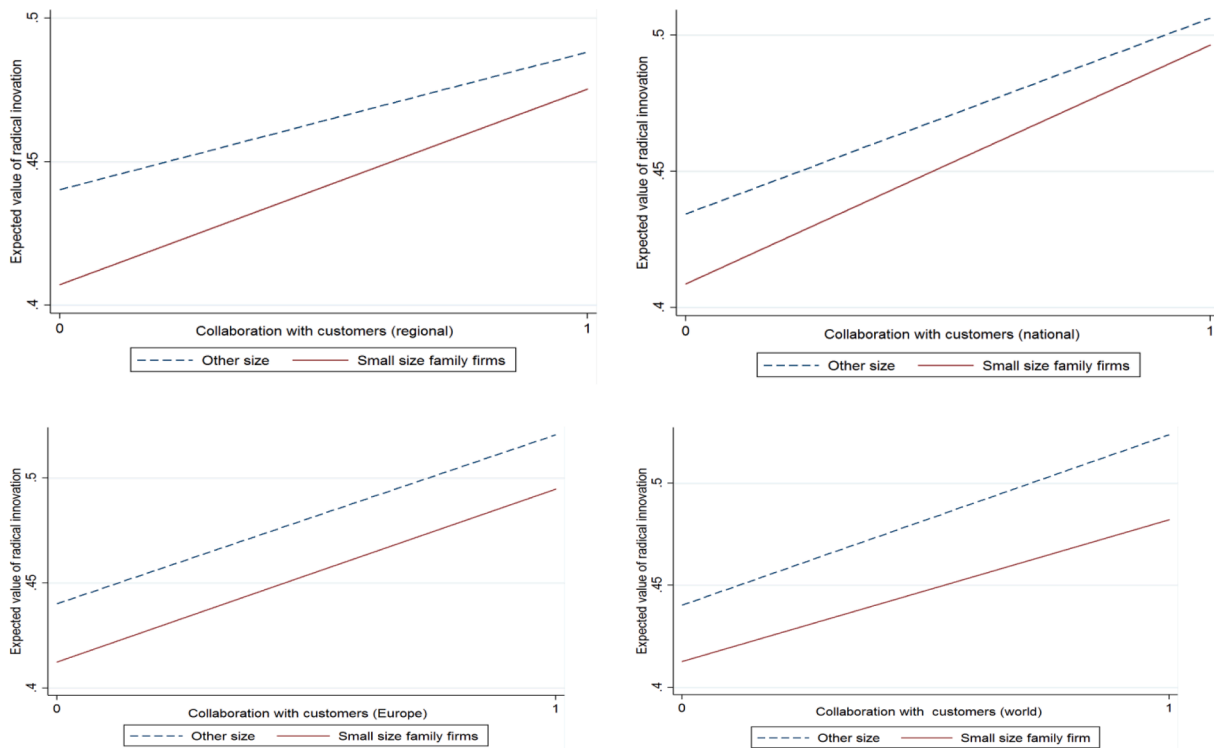 Expected value of radical inovation
.5
.45
.4
0
1
Collaboration with customers (regional)
Other size
Small size family firms
Expected value of radical innovation
.5
.45
.4
0
1
Collaboration with customers (national)
Other size
Small size family firms
Expected value of radical innovation
.5
.45
.4
0
1
Collaboration with customers (Europe)
Other size
Small size family firms
Expected value of radical innovation
.5
.45
.4
0
1
Collaboration with customers (world)
Other size
Small size family firm